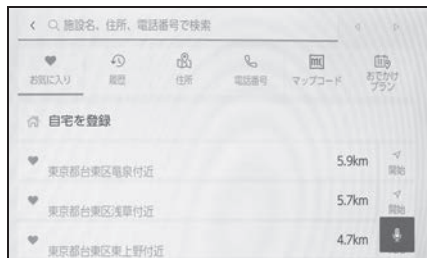 施設名、住所、電話番号で検索
お気に入り
履歴
住所
電話番号
マップコード
おでかけ
プラン
自宅を登録
東京都台東区竜泉付近
5.9km
開始
東京都台東区浅草付近
5.7km
開始
東京都台東区東上野付近
4.7km